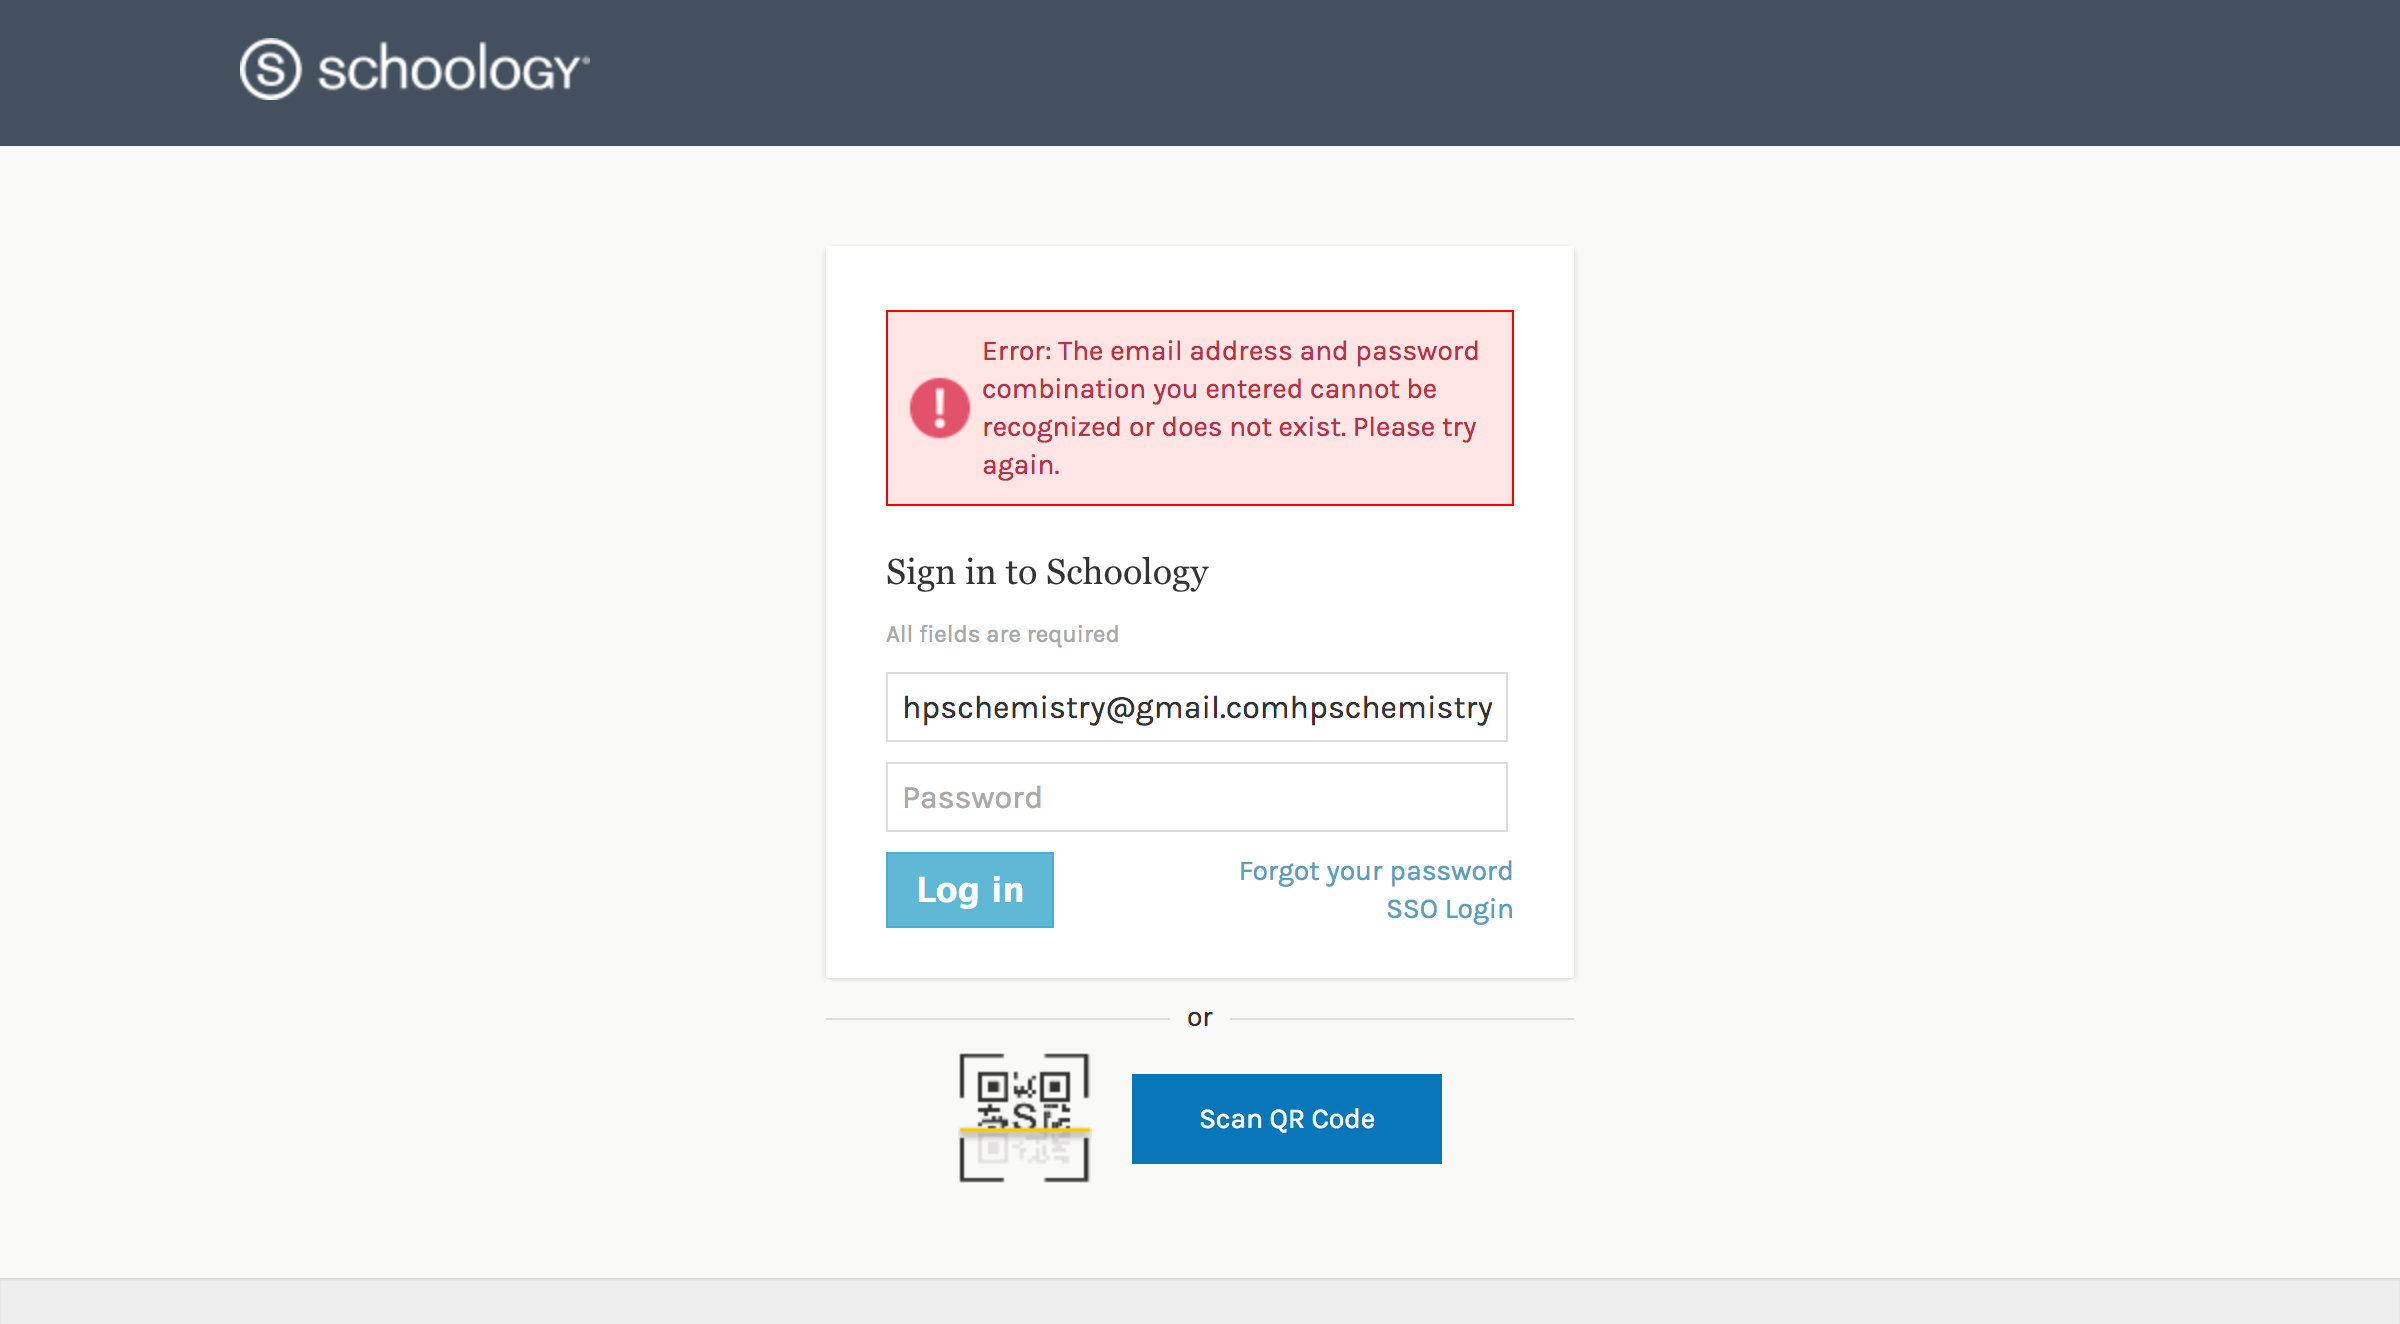 schoology
Error: The email address and password
combination you entered cannot be
recognized or does not exist. Please try
again.
Sign in to Schoology
All fields are required
hpschemistry@gmail.comhpschemistry
Password
Log in
Forgot your password
SSO Login
or
Scan QR Code